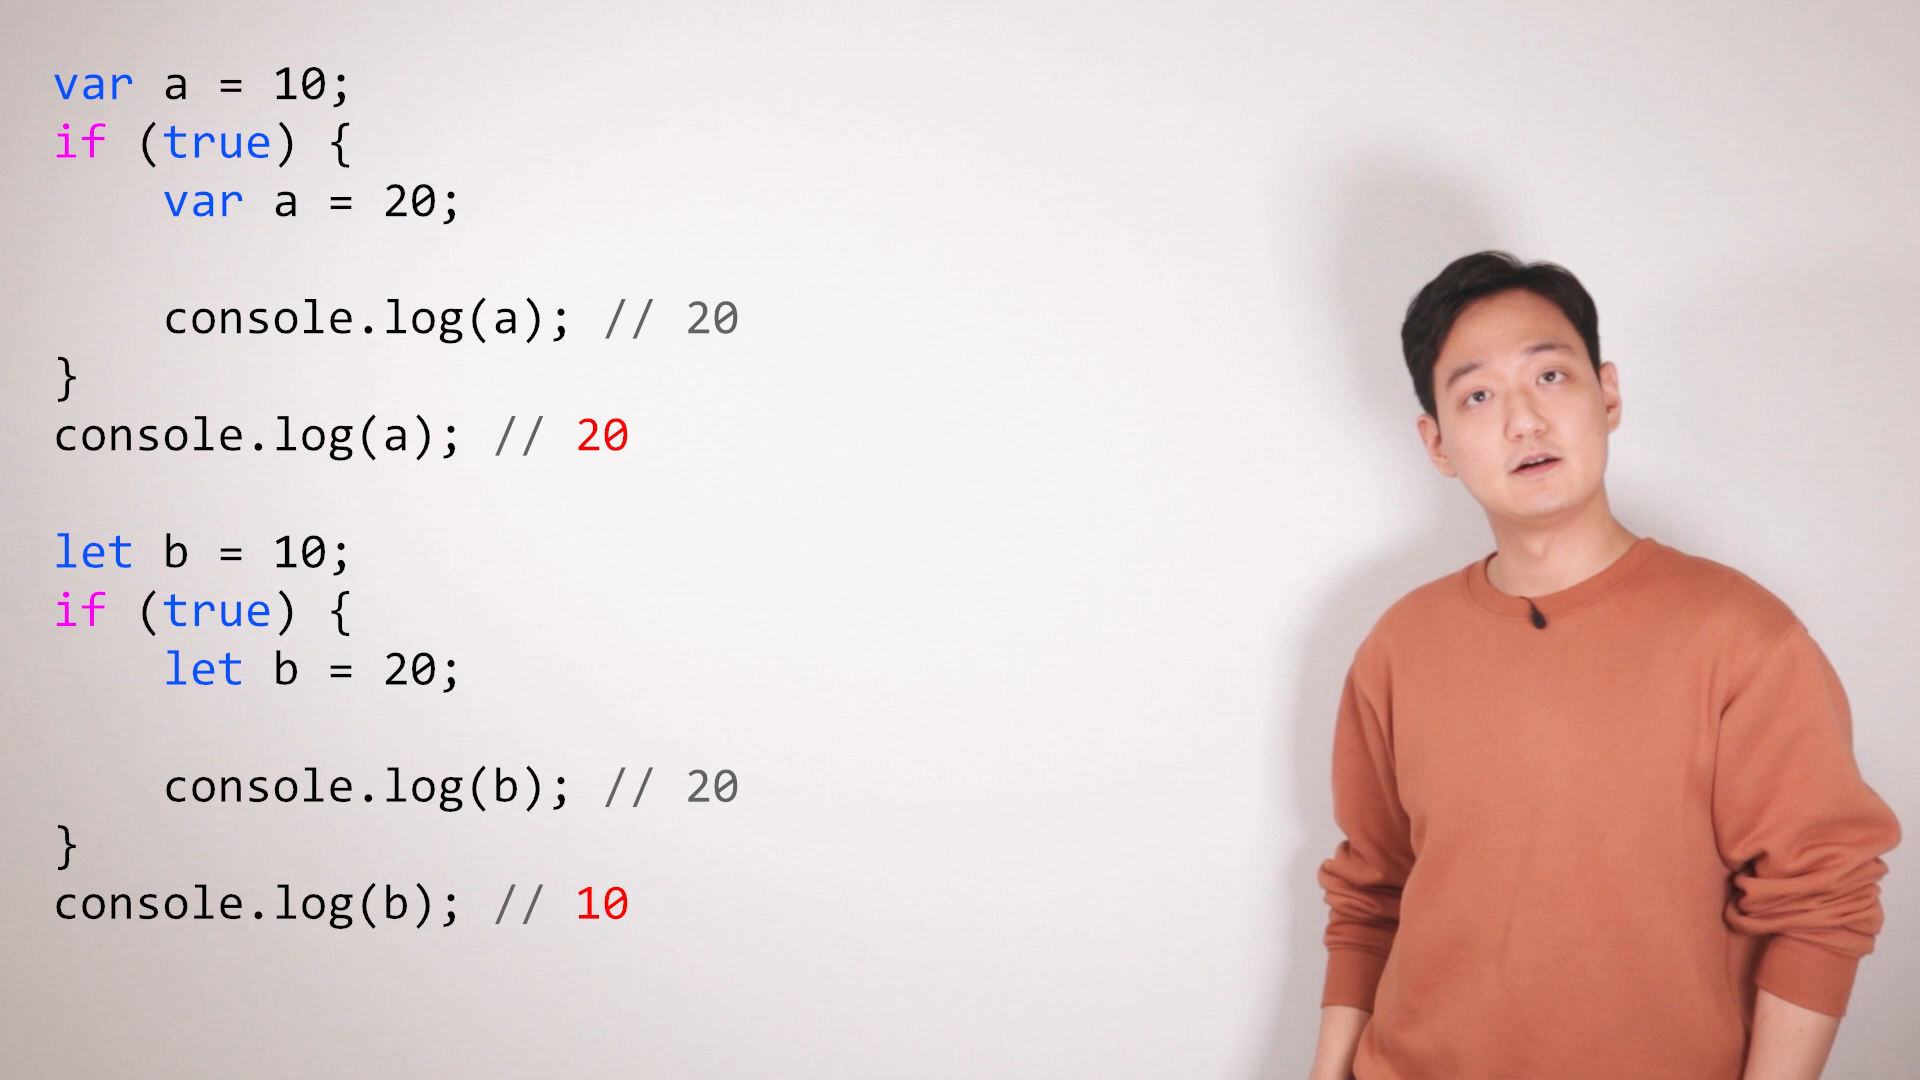 var a = 10;
if (true) {
    var a = 20;
    console.log(a); // 20
}
console.log(a); // 20
let b = 10;
if (true) {
    let b = 20;
    console.log(b); // 20
}
console.log(b); // 10